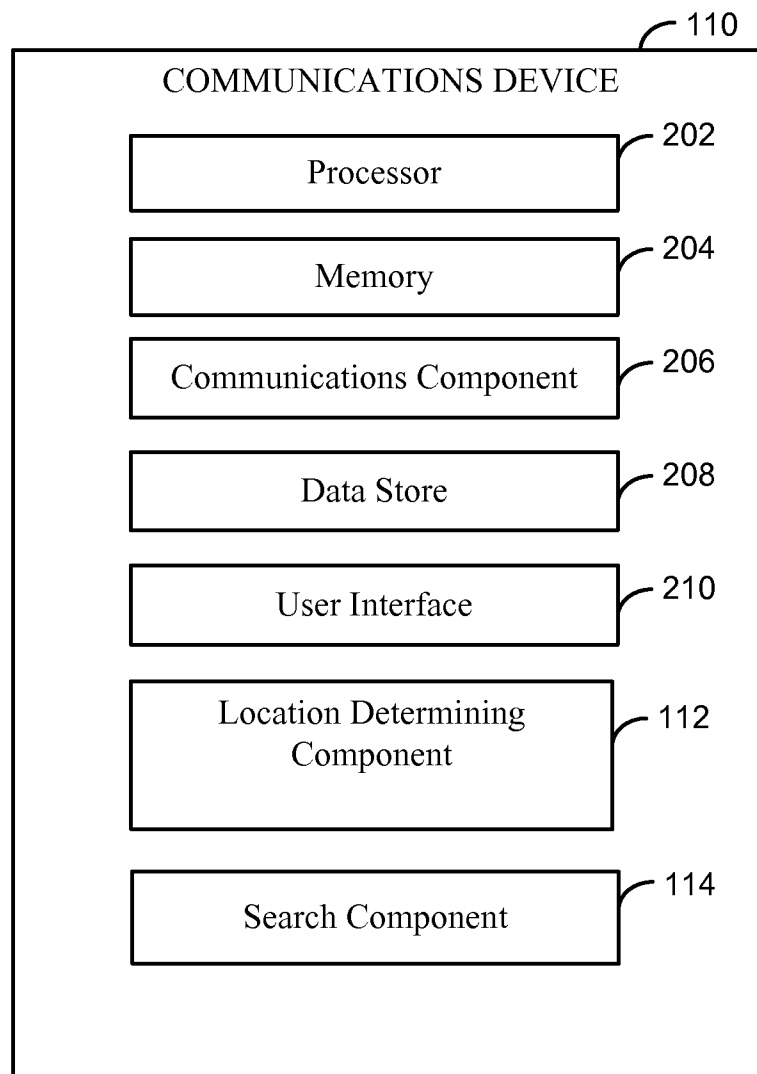 110
COMMUNICATIONS DEVICE
202
Processor
204
Memory
206
Communications Component
208
Data Store
210
User Interface
Location Determining
Component
112
114
Search Component